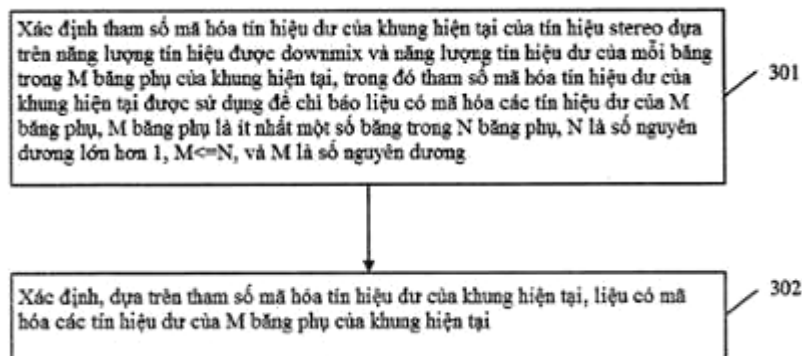 Xác định tham số mã hóa tín hiệu dư của khung hiện tại của tín hiệu stereo dựa
trên năng lượng tín hiệu được downmix và năng lượng tín hiệu dư của mỗi băng
trong M băng phụ của khung hiện tại, trong đó tham số mã hóa tín hiệu dư của
khung hiện tại được sử dụng để chỉ báo liệu có mã hóa các tín hiệu dư của M
băng phụ, M băng phụ là ít nhất một số băng trong N băng phụ, N là số nguyên
dương lớn hơn 1, M<=N, và M là số nguyên dương
301
Xác định, dựa trên tham số mã hóa tín hiệu dư của khung hiện tại, liệu có mã
hóa các tín hiệu dư của M băng phụ của khung hiện tại
302